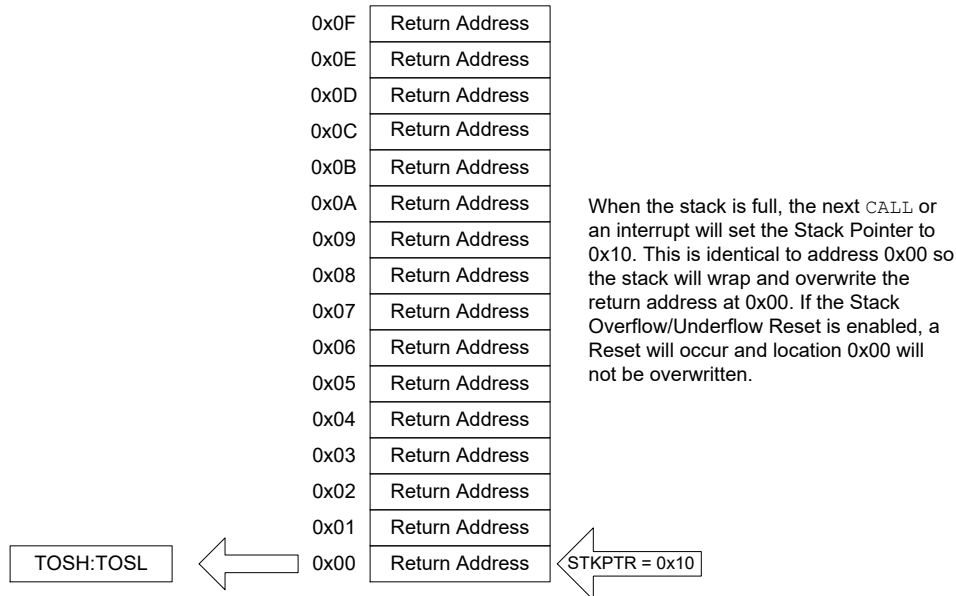 0x0F Return Address
0x0E Return Address
0x0D Return Address
0x0C Return Address
0x0B Return Address
0x0A Return Address
0x09 Return Address
0x08 Return Address
0x07 Return Address
0x06 Return Address
0x05 Return Address
0x04 Return Address
0x03 Return Address
0x02 Return Address
0x01 Return Address
TOSH:TOSL 0x00 Return Address STKPTR = 0x10
When the stack is full, the next CALL or
an interrupt will set the Stack Pointer to
0x10. This is identical to address 0x00 so
the stack will wrap and overwrite the
return address at 0x00. If the Stack
Overflow/Underflow Reset is enabled, a
Reset will occur and location 0x00 will
not be overwritten.